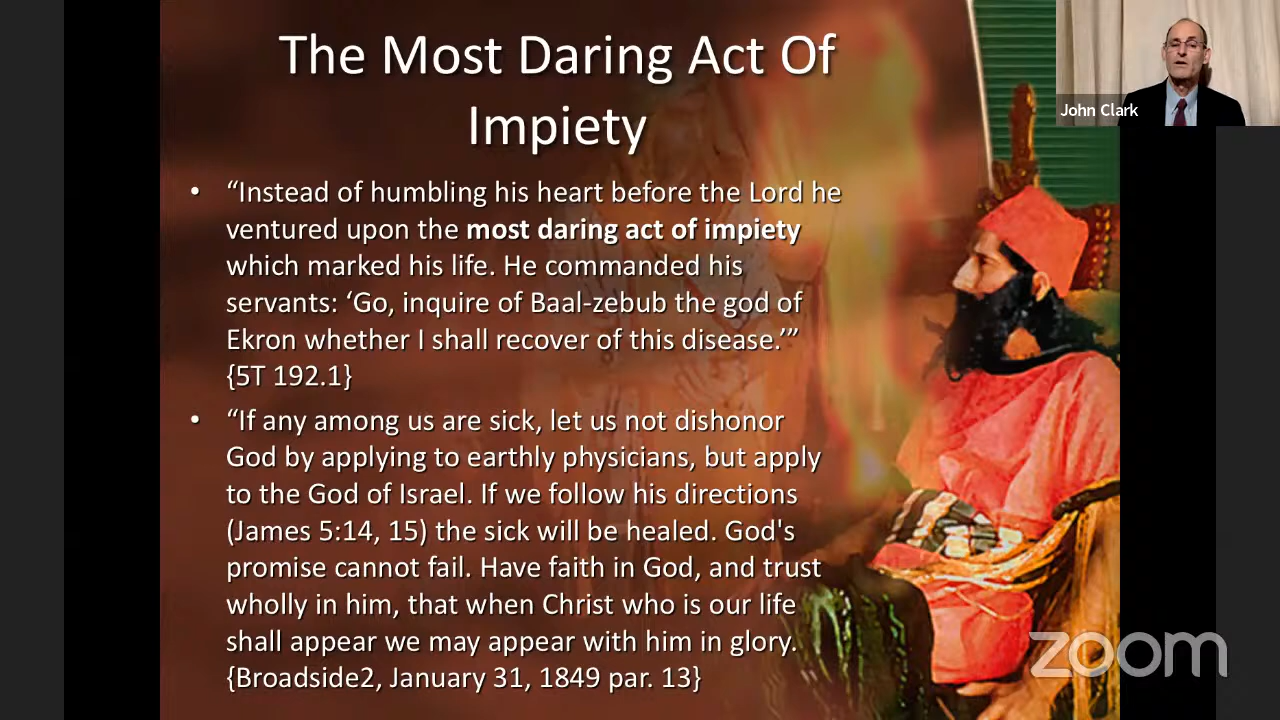 The Most Daring Act Of
Impiety
• “Instead of humbling his heart before the Lord he
ventured upon the most daring act of impiety
which marked his life. He commanded his
servants: ‘Go, inquire of Baal-zebub the god of
Ekron whether I shall recover of this disease.’”
{5T 192.1}
• “If any among us are sick, let us not dishonor
God by applying to earthly physicians, but apply
to the God of Israel. If we follow his directions
(James 5:14, 15) the sick will be healed. God's
promise cannot fail. Have faith in God, and trust
wholly in him, that when Christ who is our life
shall appear we may appear with him in glory.
{Broadside2, January 31, 1849 par. 13}
John Clark
zoom